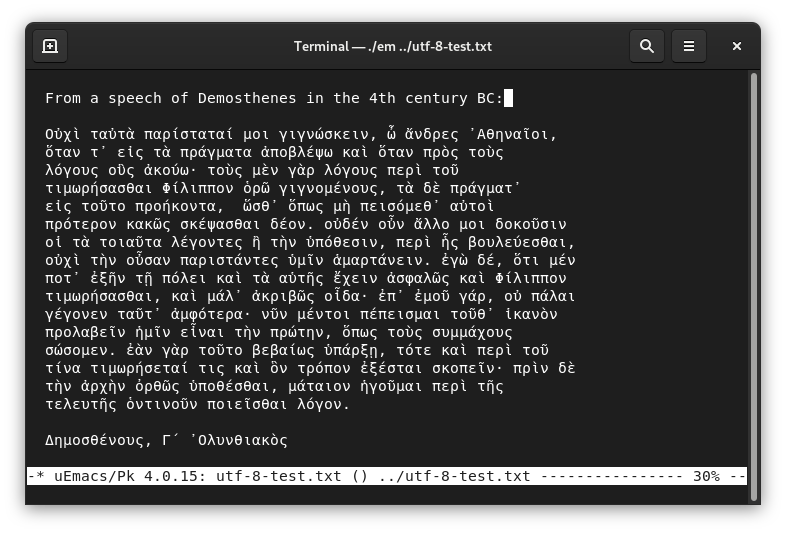 Terminal — ./em ../utf-8-test.txt
From a speech of Demosthenes in the 4th century BC:
Οὐχὶ ταὐτὰ παρίσταταί μοι γιγνώσκειν, ὦ ἄνδρες ᾿Αθηναῖοι,
ὅταν τ᾿ εἰς τὰ πράγματα ἀποβλέψω καὶ ὅταν πρὸς τοὺς
λόγους οὓς ἀκούω· τοὺς μὲν γὰρ λόγους περὶ τοῦ
τιμωρήσασθαι Φίλιππον ὁρῶ γιγνομένους, τὰ δὲ πράγματ᾿
εἰς τοῦτο προήκοντα,  ὥσθ᾿ ὅπως μὴ πεισόμεθ᾿ αὐτοὶ
πρότερον κακῶς σκέψασθαι δέον. οὐδέν οὖν ἄλλο μοι δοκοῦσιν
οἱ τὰ τοιαῦτα λέγοντες ἢ τὴν ὑπόθεσιν, περὶ ἧς βουλεύεσθαι,
οὐχὶ τὴν οὖσαν παριστάντες ὑμῖν ἁμαρτάνειν. ἐγὼ δέ, ὅτι μέν
ποτ᾿ ἐξῆν τῇ πόλει καὶ τὰ αὑτῆς ἔχειν ἀσφαλῶς καὶ Φίλιππον
τιμωρήσασθαι, καὶ μάλ᾿ ἀκριβῶς οἶδα· ἐπ᾿ ἐμοῦ γάρ, οὐ πάλαι
γέγονεν ταῦτ᾿ ἀμφότερα· νῦν μέντοι πέπεισμαι τοῦθ᾿ ἱκανὸν
προλαβεῖν ἡμῖν εἶναι τὴν πρώτην, ὅπως τοὺς συμμάχους
σώσομεν. ἐὰν γὰρ τοῦτο βεβαίως ὑπάρξῃ, τότε καὶ περὶ τοῦ
τίνα τιμωρήσεταί τις καὶ ὃν τρόπον ἐξέσται σκοπεῖν· πρὶν δὲ
τὴν ἀρχὴν ὀρθῶς ὑποθέσθαι, μάταιον ἡγοῦμαι περὶ τῆς
τελευτῆς ὁντινοῦν ποιεῖσθαι λόγον.
Δημοσθένους, Γ´ ᾿Ολυνθιακὸς
-* uEmacs/Pk 4.0.15: utf-8-test.txt () ../utf-8-test.txt ---------------- 30% --